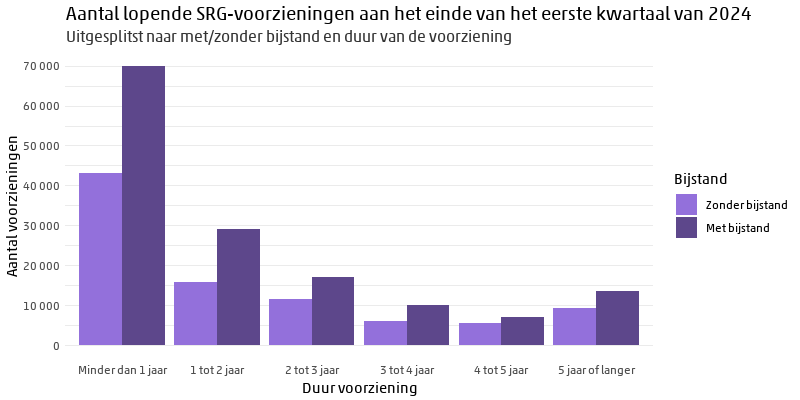 Aantal lopende SRG-voorzieningen aan het einde van het eerste kwartaal van 2024
Uitgesplitst naar met/zonder bijstand en duur van de voorziening
Aantal voorzieningen
70 000
60 000
50 000
40 000
30 000
20 000
10 000
0
Minder dan 1 jaar
1 tot 2 jaar
2 tot 3 jaar
3 tot 4 jaar
4 tot 5 jaar
5 jaar of langer
Duur voorziening
Bijstand
Zonder bijstand
Met bijstand